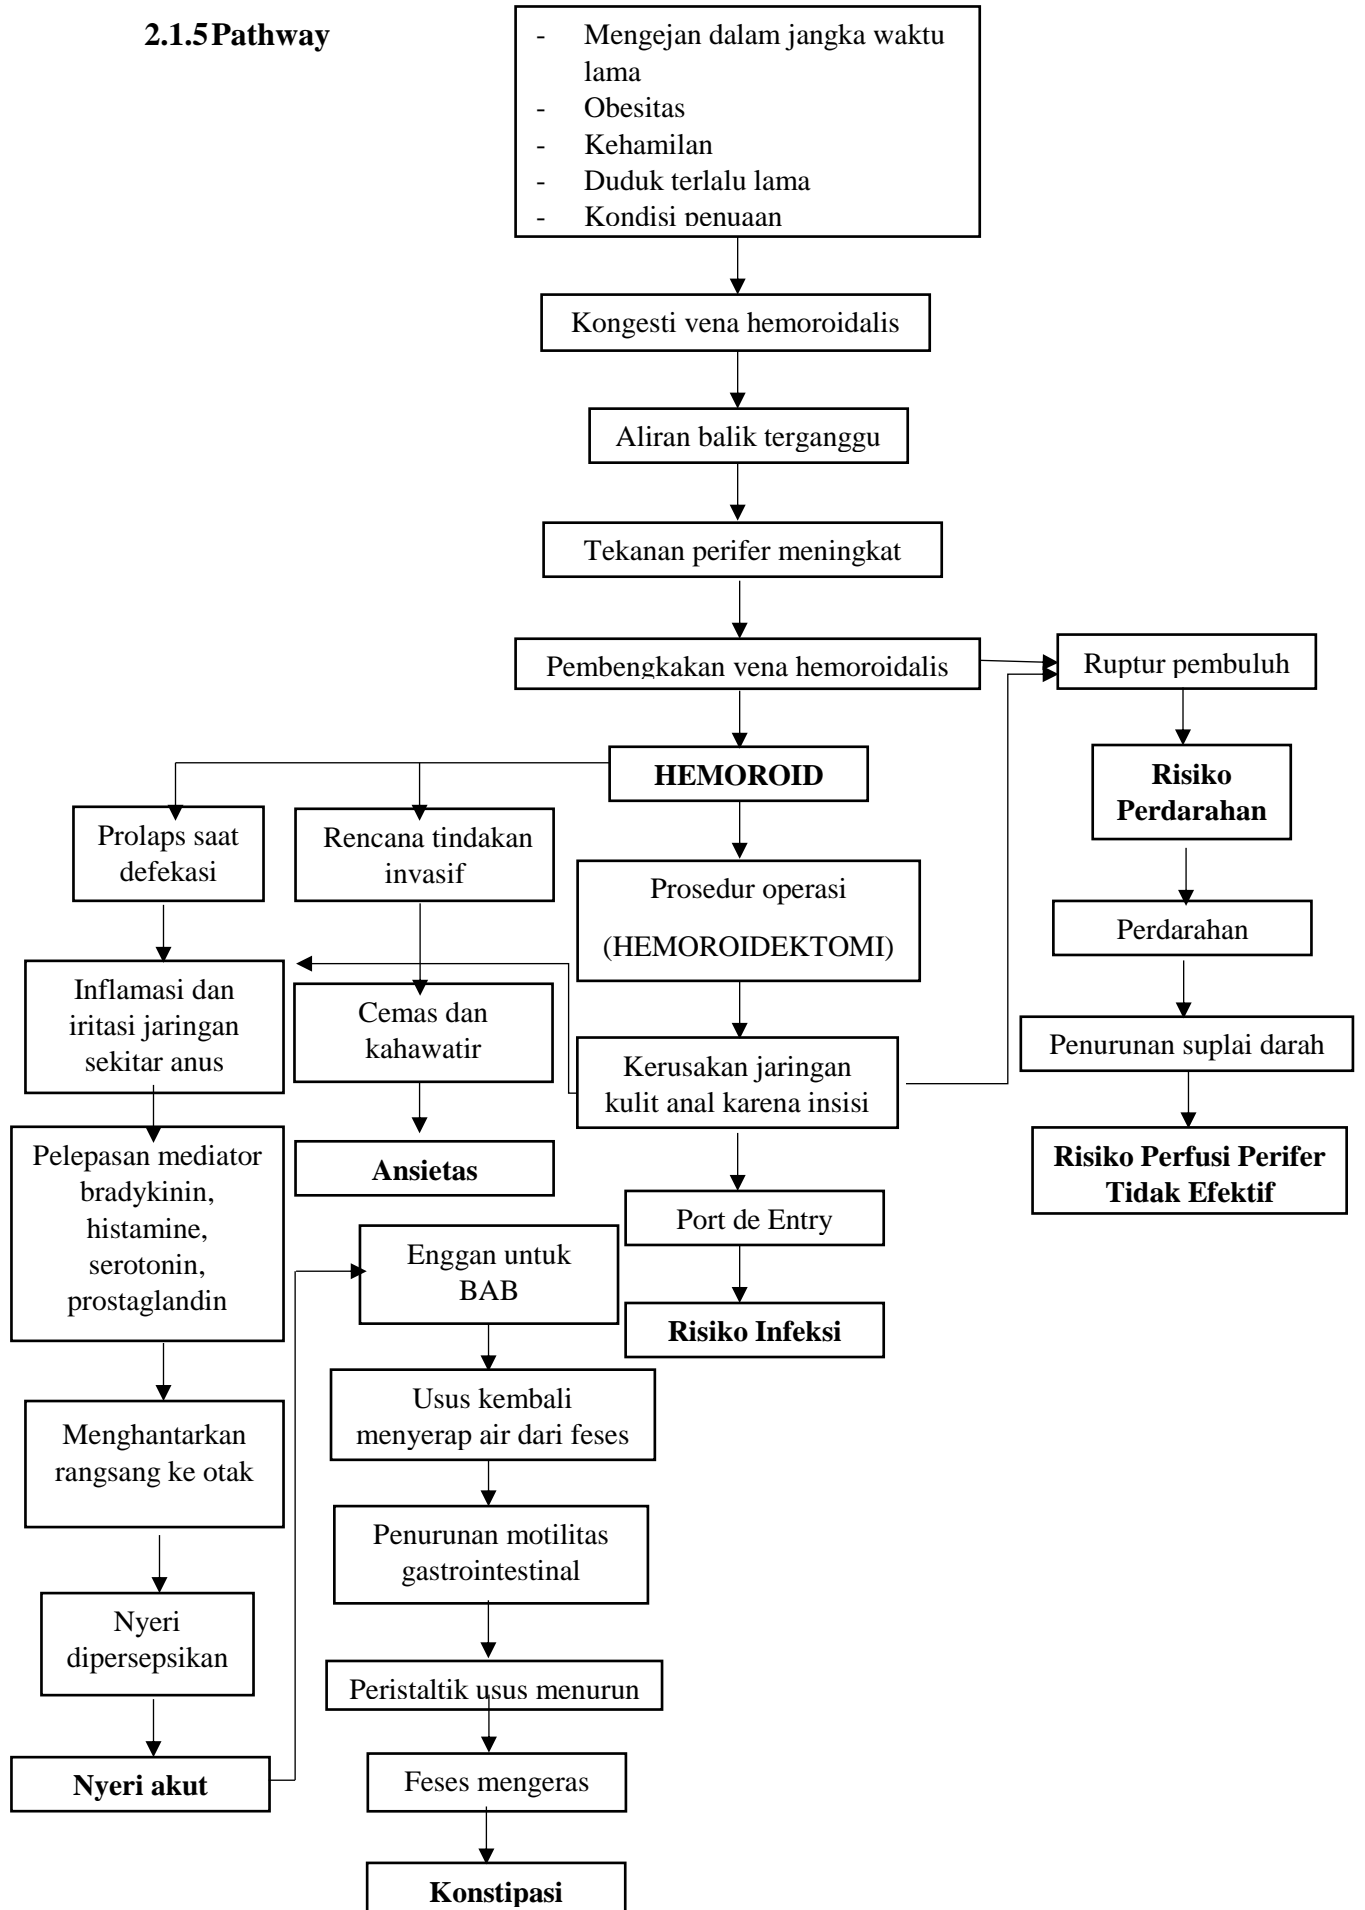 2.1.5 Pathway
- Mengejan dalam jangka waktu
lama
- Obesitas
- Kehamilan
- Duduk terlalu lama
- Kondisi penuaan
Kongesti vena hemoroidalis
Aliran balik terganggu
Tekanan perifer meningkat
Pembengkakan vena hemoroidalis
Ruptur pembuluh
HEMOROID
Risiko
Perdarahan
Prolaps saat
defekasi
Rencana tindakan
invasif
Prosedur operasi
(HEMOROIDEKTOMI)
Perdarahan
Inflamasi dan
iritasi jaringan
sekitar anus
Cemas dan
kahawatir
Kerusakan jaringan
kulit anal karena insisi
Penurunan suplai darah
Pelepasan mediator
bradykinin,
histamine,
serotonin,
prostaglandin
Ansietas
Risiko Perfusi Perifer
Tidak Efektif
Port de Entry
Enggan untuk
BAB
Risiko Infeksi
Usus kembali
menyerap air dari feses
Menghantarkan
rangsang ke otak
Penurunan motilitas
gastrointestinal
Nyeri
dipersepsikan
Peristaltik usus menurun
Nyeri akut
Feses mengeras
Konstipasi